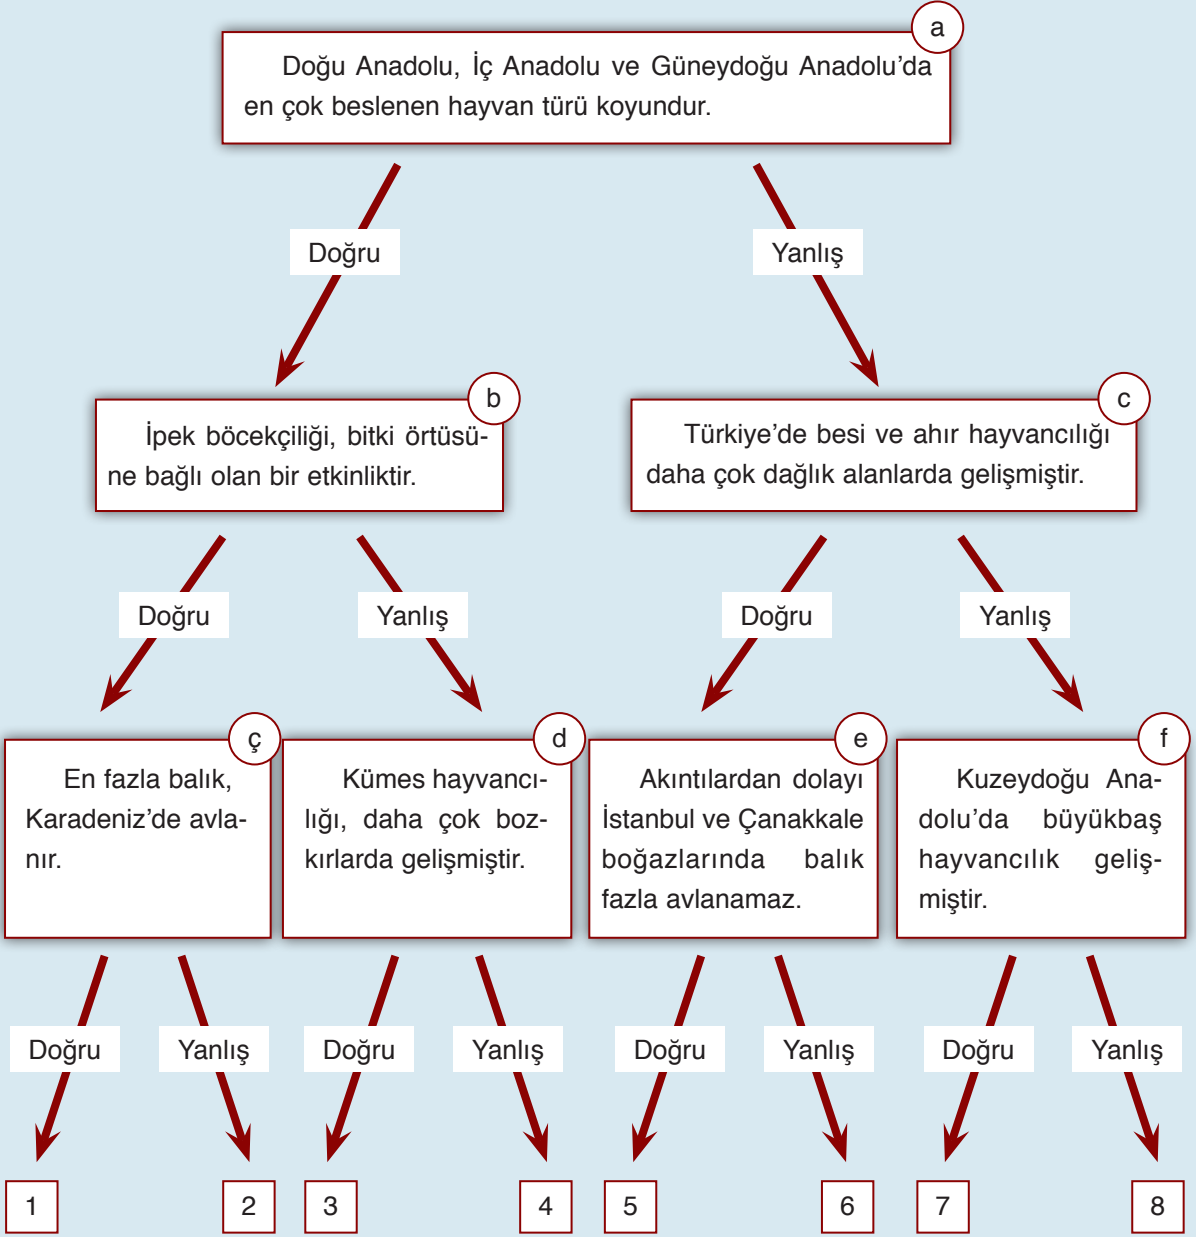 a
Doğu Anadolu, İç Anadolu ve Güneydoğu Anadolu’da
en çok beslenen hayvan türü koyundur.
Doğru
Yanlış
b
İpek böcekçiliği, bitki örtüsü-
ne bağlı olan bir etkinliktir.
c
Türkiye’de besi ve ahır hayvancılığı
daha çok dağlık alanlarda gelişmiştir.
Doğru
Yanlış
Doğru
Yanlış
ç
En fazla balık,
Karadeniz’de avla-
nır.
d
Kümes hayvancı-
lığı, daha çok boz-
kırlarda gelişmiştir.
e
Akıntılardan dolayı
İstanbul ve Çanakkale
boğazlarında balık
fazla avlanamaz.
f
Kuzeydoğu Ana-
dolu’da büyükbaş
hayvancılık geliş-
miştir.
Doğru
Yanlış
Doğru
Yanlış
Doğru
Yanlış
Doğru
Yanlış
1
2
3
4
5
6
7
8